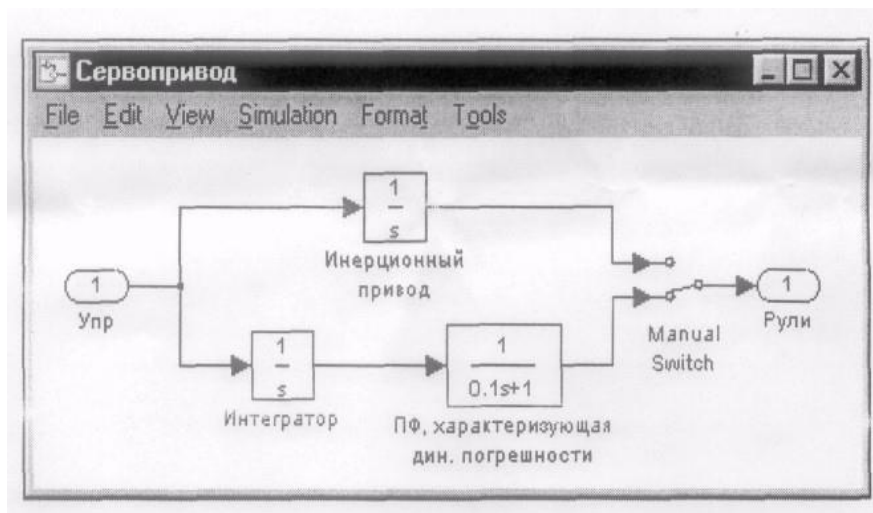 Сервопривод
File Edit View Simulation Format Tools
1
s
Инерционный
привод
1
Упр
1
s
Интегратор
1
0.1s+1
ПФ, характеризующая
дин. погрешности
Manual
Switch
1
Рули